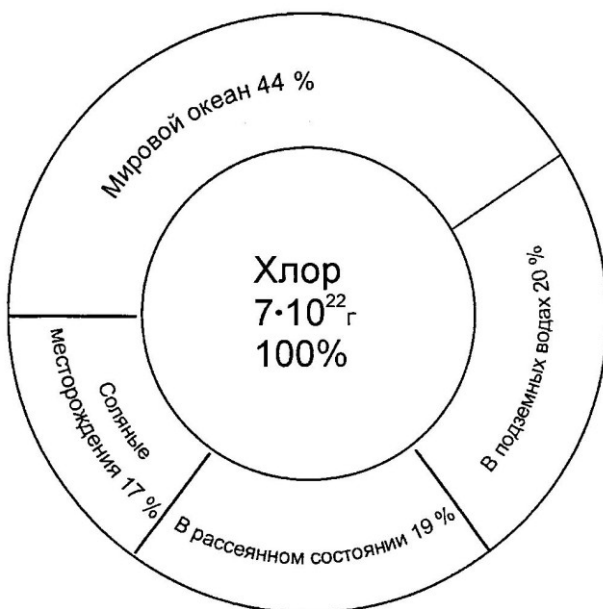 Мировой океан 44 %
Хлор
7•10²²г
100%
В подземных водах 20 %
Соляные
месторождения 17 %
В рассеянном состоянии 19 %